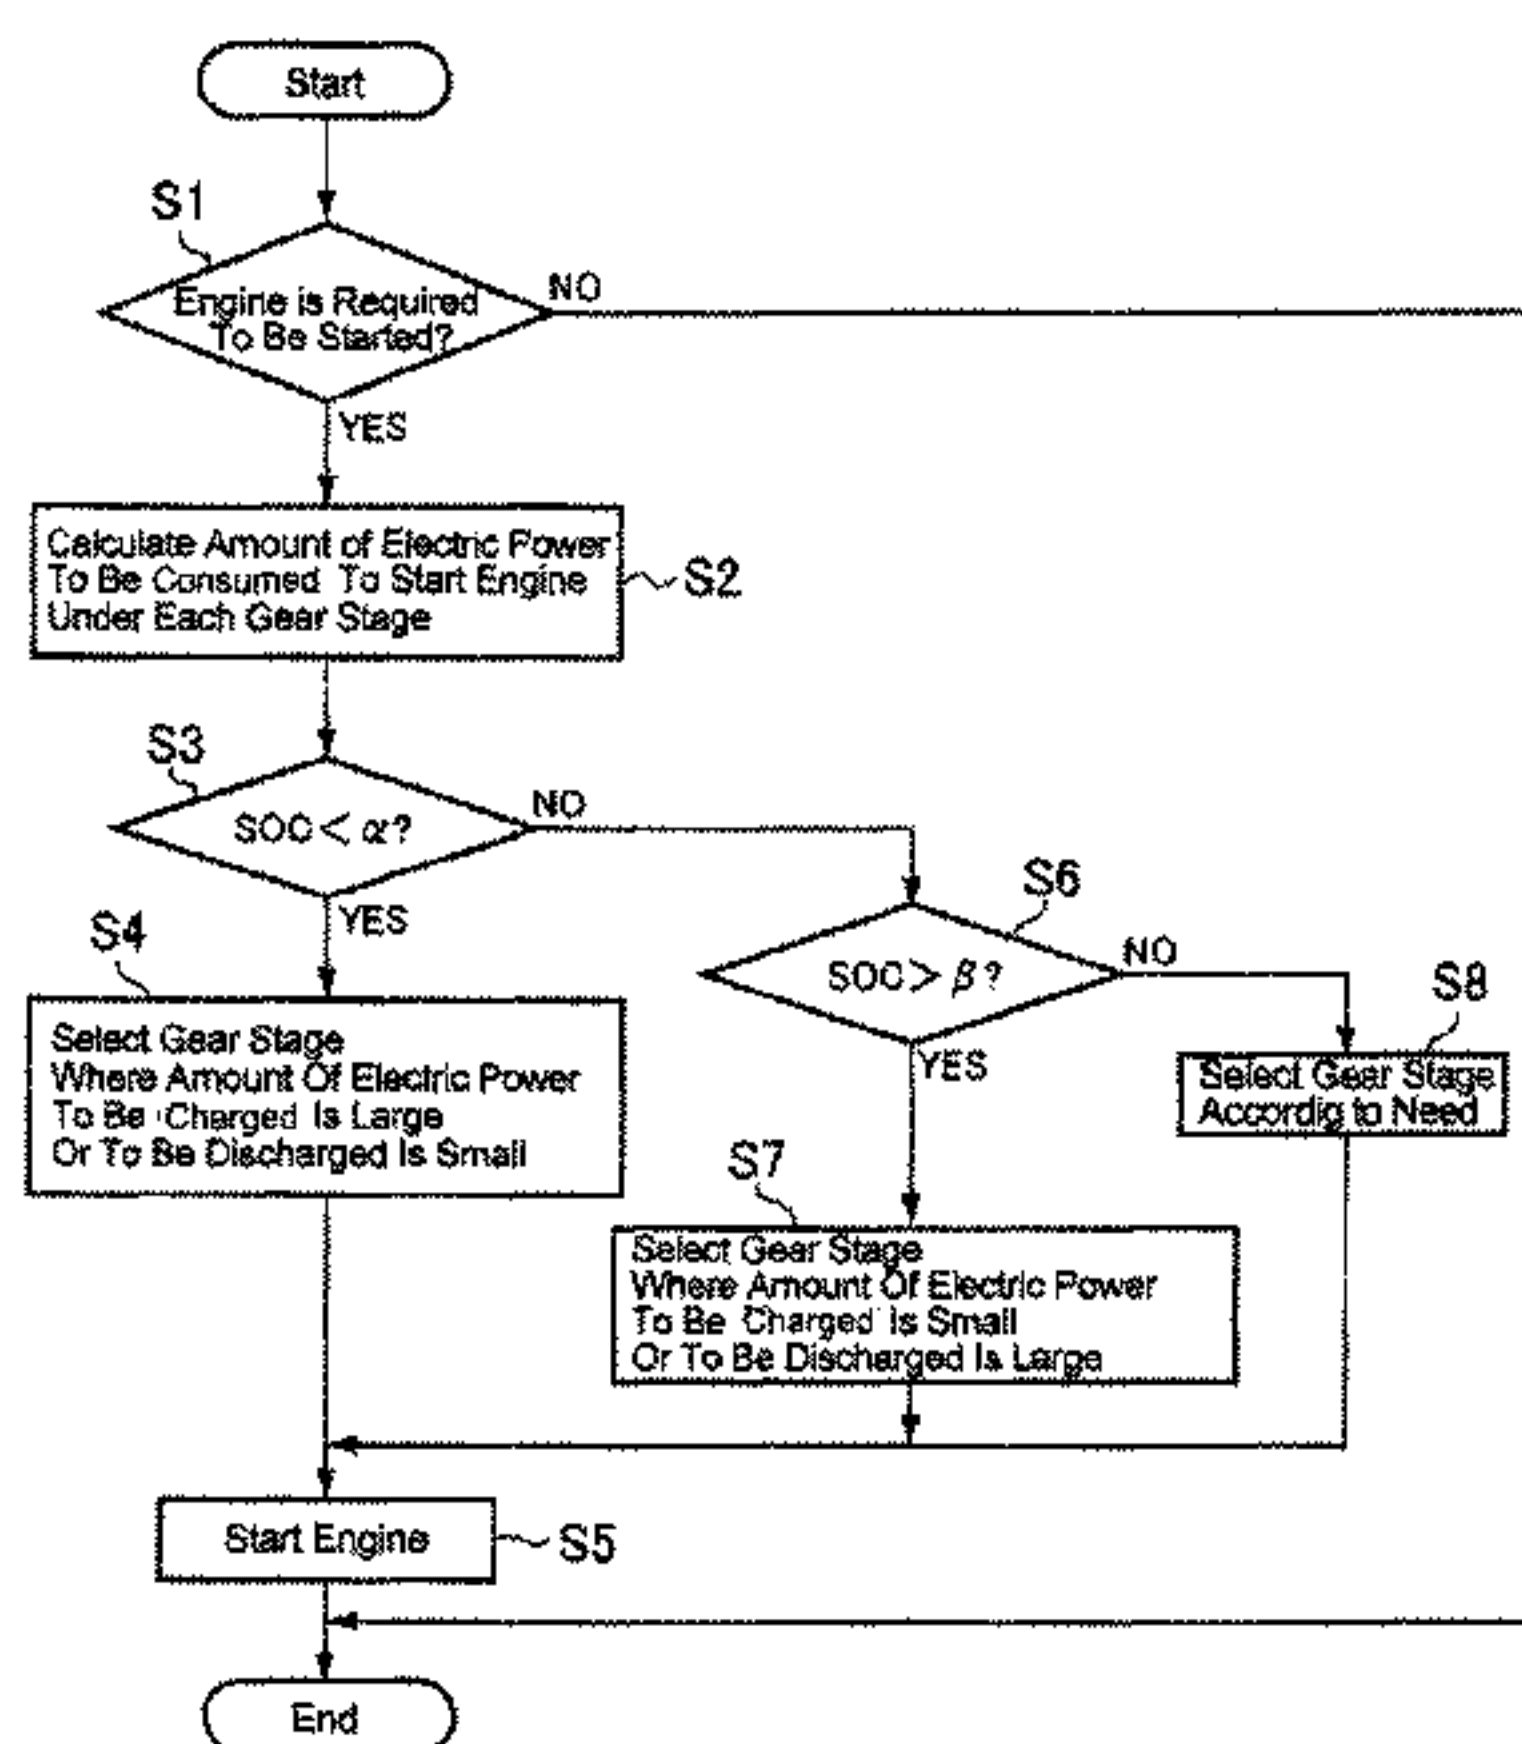 Start
S1
Engine is Required
To Be Started?
NO
YES
Calculate Amount of Electric Power
To Be Consumed To Start Engine
Under Each Gear Stage
S2
S3
SOC < α?
NO
YES
S4
Select Gear Stage
Where Amount Of Electric Power
To Be Charged Is Large
Or To Be Discharged Is Small
S6
SOC > β?
NO
YES
S8
Select Gear Stage
Accordig to Need
S7
Select Gear Stage
Where Amount Of Electric Power
To Be Charged Is Small
Or To Be Discharged Is Large
Start Engine
S5
End